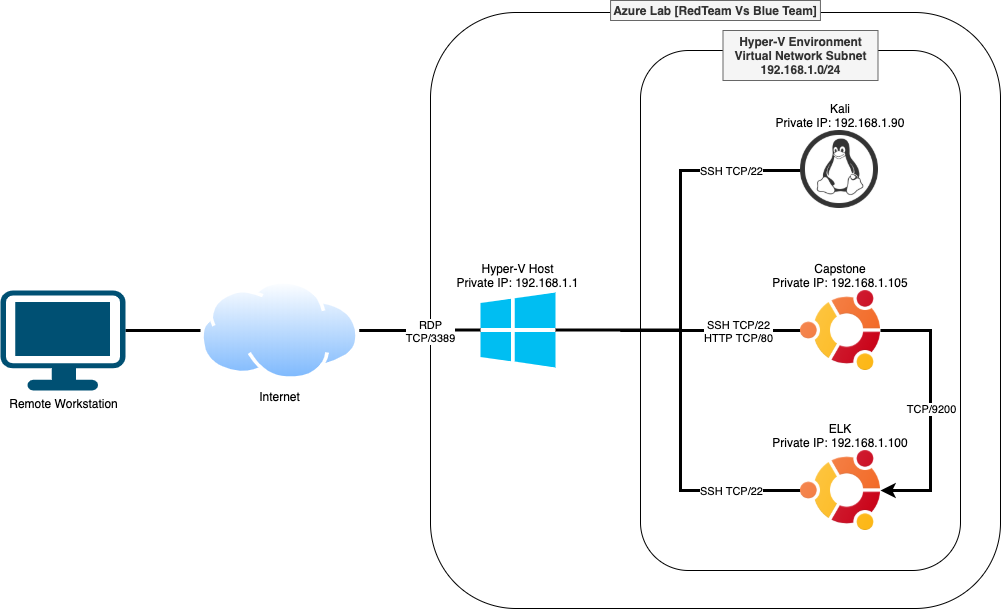 Azure Lab [RedTeam Vs Blue Team]
Hyper-V Environment
Virtual Network Subnet
192.168.1.0/24
Kali
Private IP: 192.168.1.90
SSH TCP/22
Hyper-V Host
Private IP: 192.168.1.1
Capstone
Private IP: 192.168.1.105
RDP
TCP/3389
SSH TCP/22
HTTP TCP/80
Remote Workstation
Internet
TCP/9200
ELK
Private IP: 192.168.1.100
SSH TCP/22